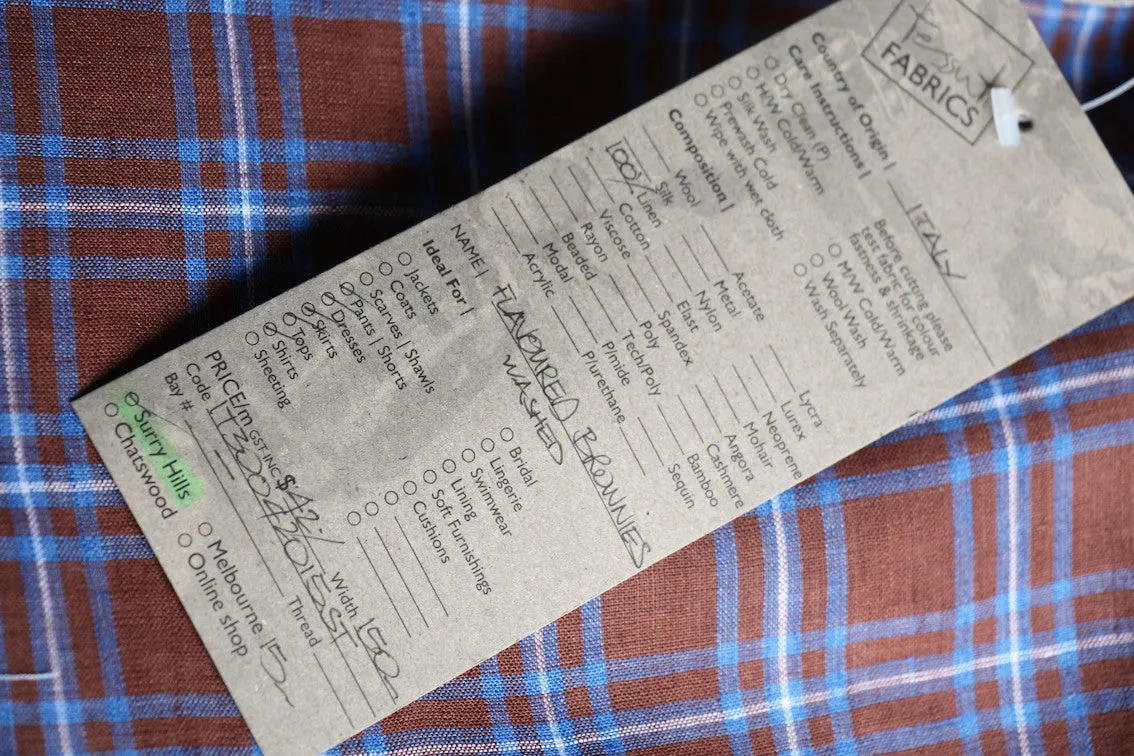 Tessuti
FABRICS
Country of Origin | ITALY
Care Instructions |
Dry Clean (P)
H/W Cold/Warm
Silk Wash
Prewash Cold
Wipe with wet cloth
Before cutting please
test fabric for colour
fastness & shrinkage
M/W Cold/Warm
Wool Wash
Wash Separately
Composition |
Wool
Silk
100% Linen
Cotton
Viscose
Rayon
Beaded
Modal
Acrylic
Acetate
Metal
Nylon
Elast
Spandex
Poly
Tech/Poly
P/mide
P/urethane
Lycra
Lurex
Neoprene
Mohair
Angora
Cashmere
Bamboo
Sequin
NAME | FLAVOURED BROWNIES
WASHED
Ideal For |
Jackets
Coats
Scarves | Shawls
Pants | Shorts
Dresses
Skirts
Tops
Shirts
Sheeting
Bridal
Lingerie
Swimwear
Lining
Soft Furnishings
Cushions
PRICE/m GST INC $ 42/ Width 150
Code
Bay # Thread
Surry Hills
Chatswood
Melbourne 15
Online shop